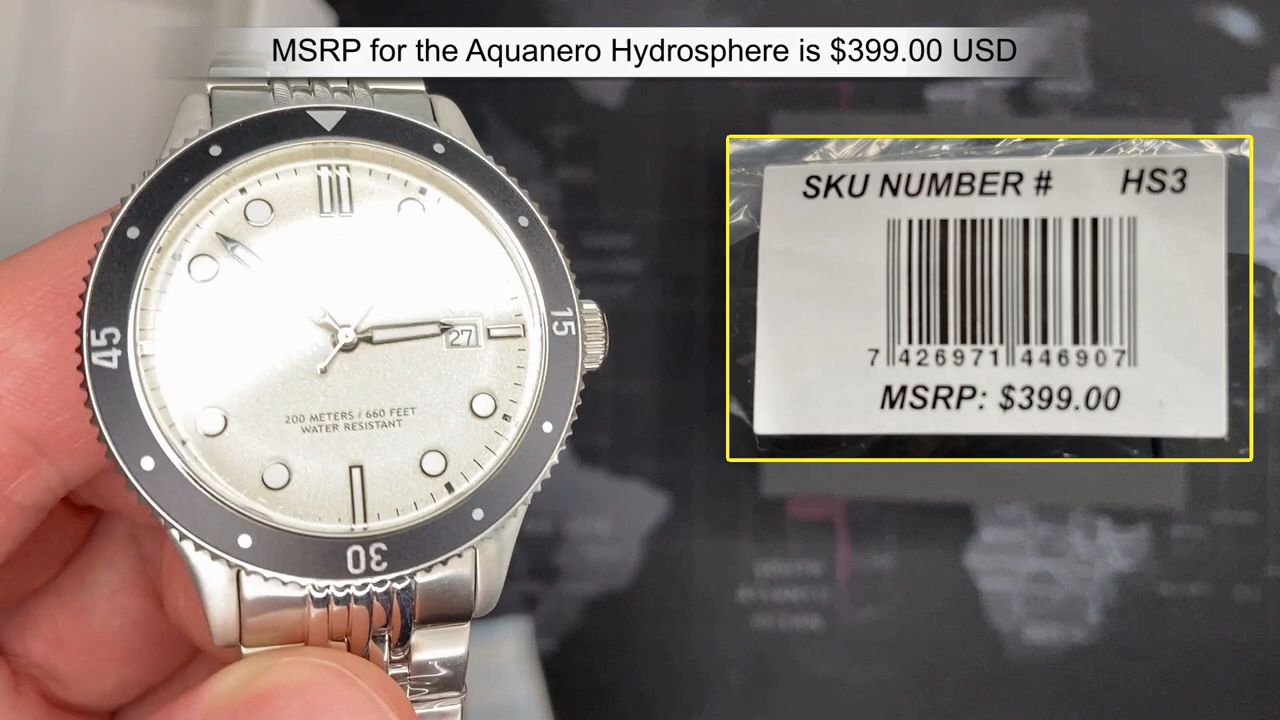 MSRP for the Aquanero Hydrosphere is $399.00 USD
SKU NUMBER # HS3
7 426971 446907
MSRP: $399.00
15
27
45
200 METERS / 660 FEET
WATER RESISTANT
30